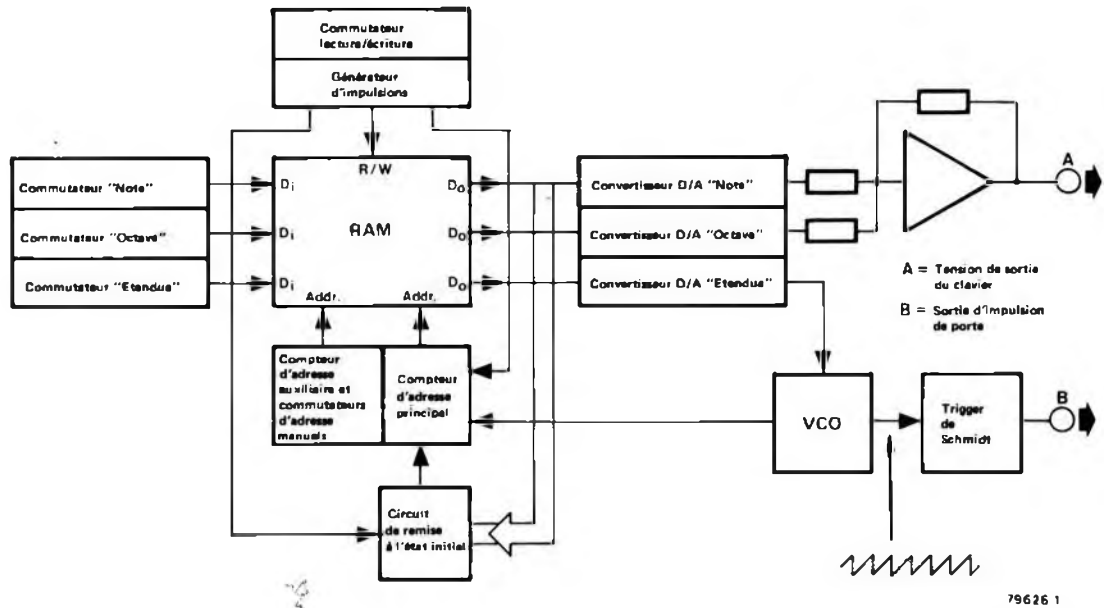 Commutateur
lecture/écriture
Générateur
d'impulsions
Commutateur "Note"
Commutateur "Octave"
Commutateur "Etendue"
Di
Di
Di
R/W
RAM
Do
Do
Do
Addr.
Addr.
Convertisseur D/A "Note"
Convertisseur D/A "Octave"
Convertisseur D/A "Etendue"
A
A = Tension de sortie
du clavier
B = Sortie d'impulsion
de porte
Compteur
d'adresse
auxiliaire et
commutateurs
d'adresse
manuels
Compteur
d'adresse
principal
VCO
Trigger
de
Schmidt
B
Circuit
de remise
à l'état initial
79626 1